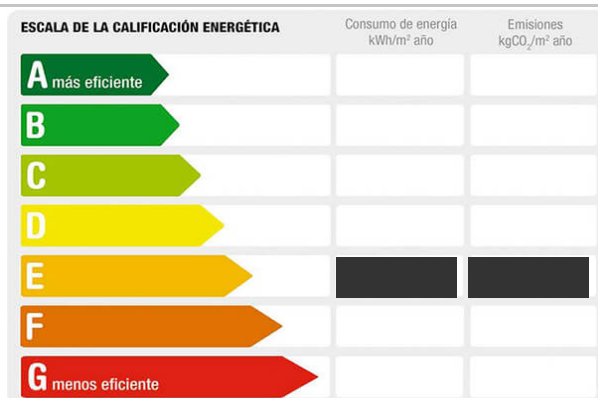 ESCALA DE LA CALIFICACIÓN ENERGÉTICA
Consumo de energía
kWh/m² año
Emisiones
kgCO₂/m² año
A más eficiente
B
C
D
E
F
G menos eficiente